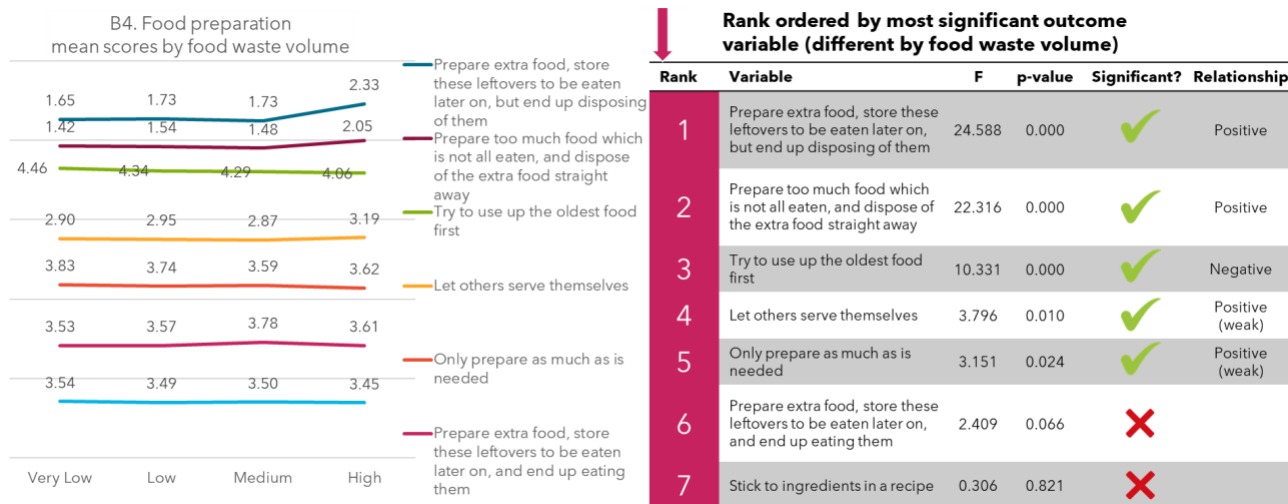 B4. Food preparation
mean scores by food waste volume
1.65 1.73 1.73 2.33
1.42 1.54 1.48 2.05
4.46 4.34 4.29 4.06
2.90 2.95 2.87 3.19
3.83 3.74 3.59 3.62
3.53 3.57 3.78 3.61
3.54 3.49 3.50 3.45
Very Low Low Medium High
Prepare extra food, store
these leftovers to be eaten
later on, but end up disposing
of them
Prepare too much food which
is not all eaten, and dispose
of the extra food straight
away
Try to use up the oldest food
first
Let others serve themselves
Only prepare as much as is
needed
Prepare extra food, store
these leftovers to be eaten
later on, and end up eating
them
Rank ordered by most significant outcome
variable (different by food waste volume)
Rank Variable F p-value Significant? Relationship
1 Prepare extra food, store these
leftovers to be eaten later on, 24.588 0.000 Positive
but end up disposing of them
2 Prepare too much food which
is not all eaten, and dispose of 22.316 0.000 Positive
the extra food straight away
3 Try to use up the oldest food 10.331 0.000 Negative
first
4 Let others serve themselves 3.796 0.010 Positive
(weak)
5 Only prepare as much as is 3.151 0.024 Positive
needed (weak)
6 Prepare extra food, store these
leftovers to be eaten later on, 2.409 0.066
and end up eating them
7 Stick to ingredients in a recipe 0.306 0.821